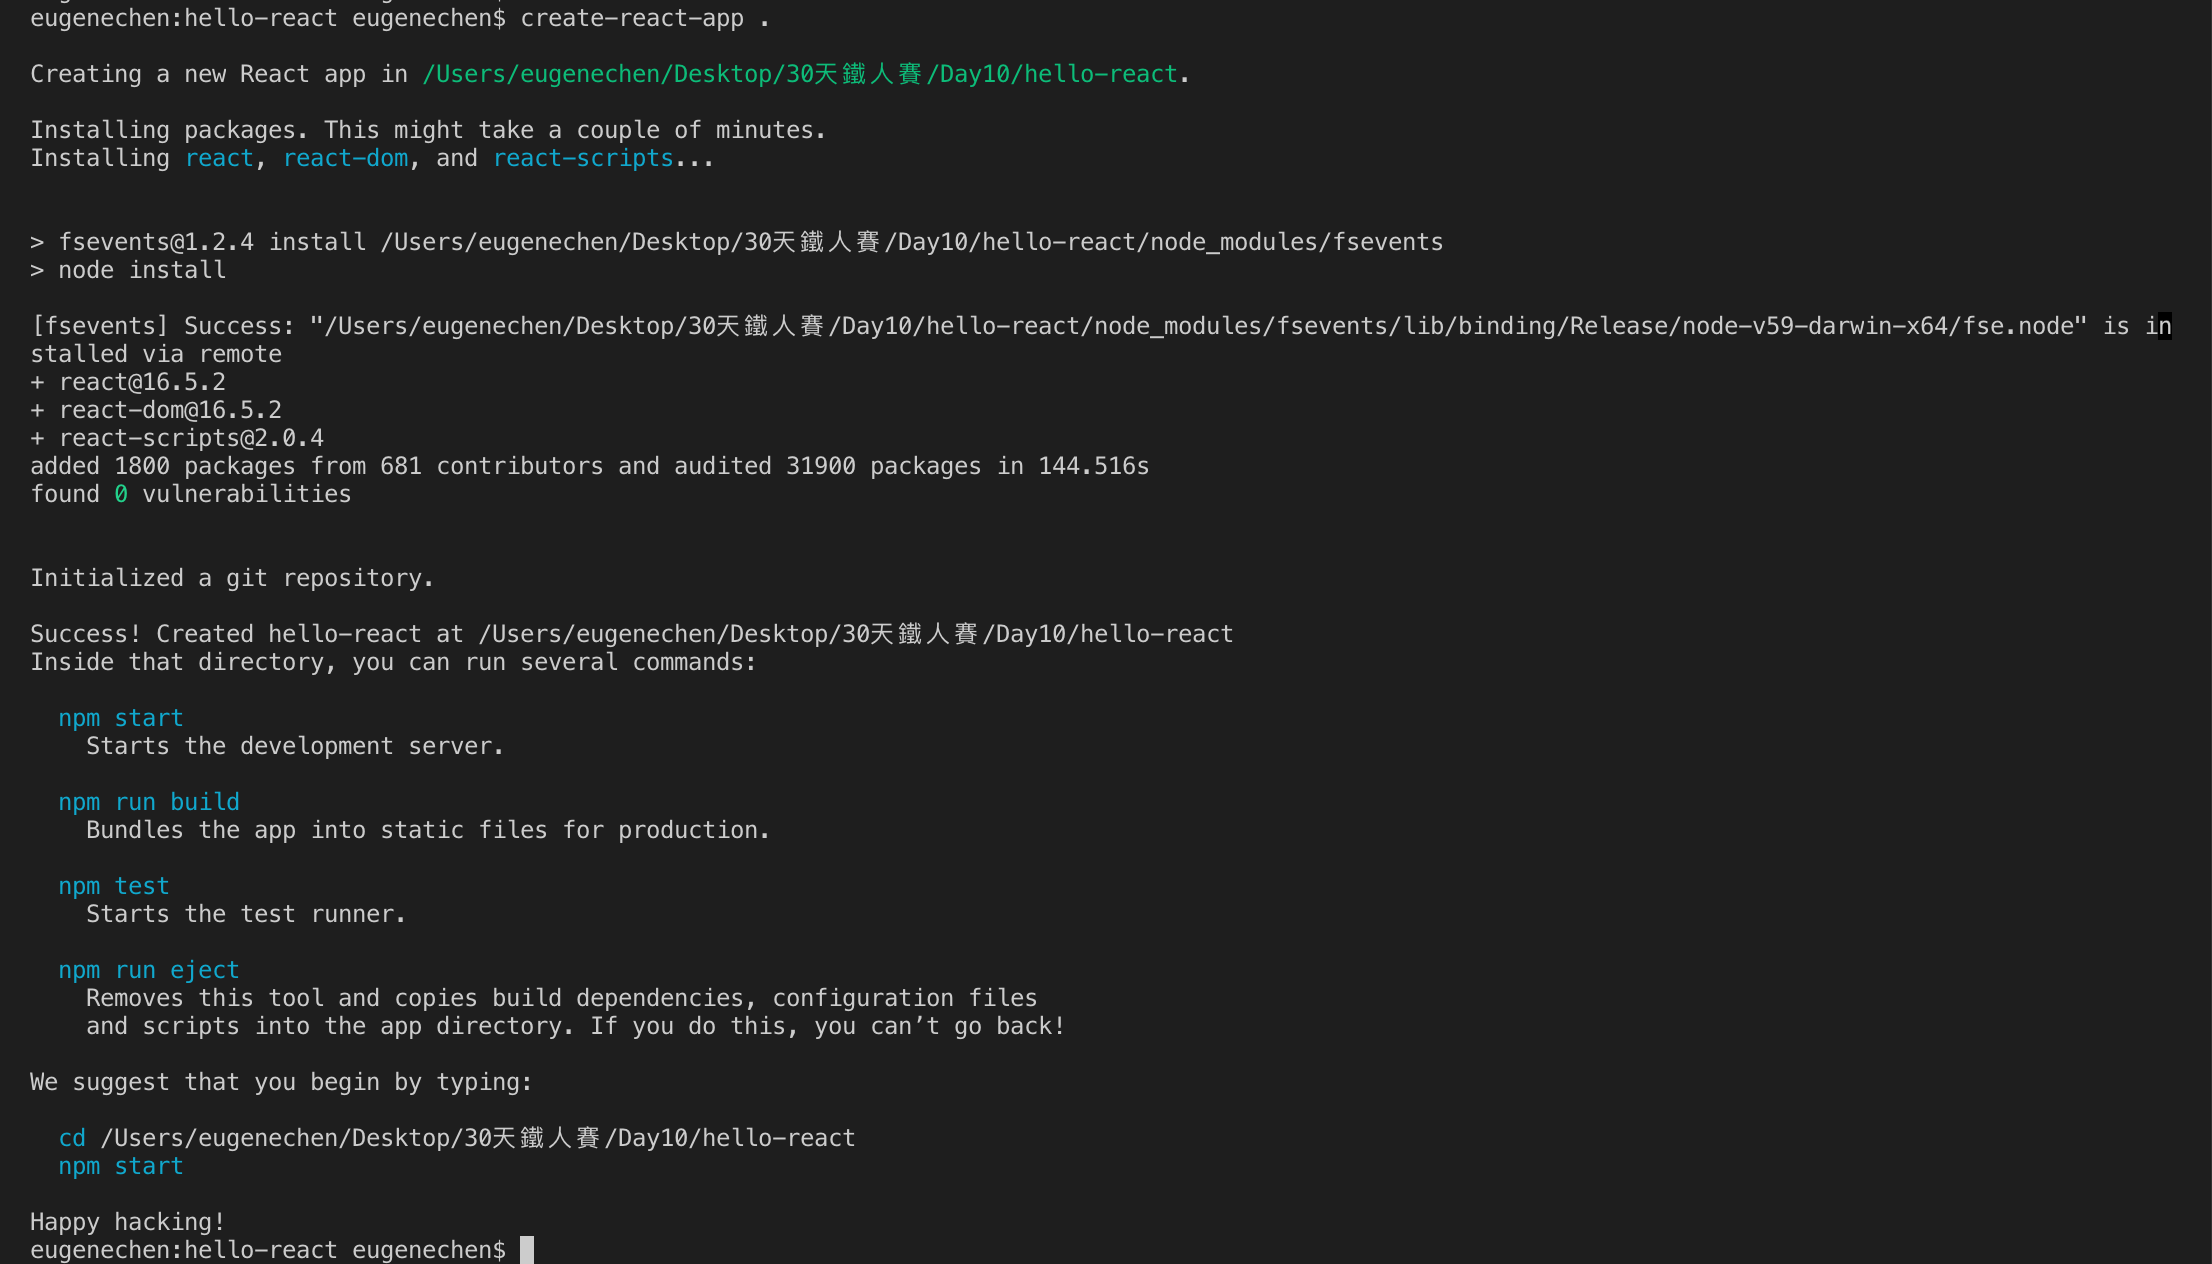 eugenechen:hello-react eugenechen$ create-react-app .
Creating a new React app in /Users/eugenechen/Desktop/30天鐵人賽/Day10/hello-react.
Installing packages. This might take a couple of minutes.
Installing react, react-dom, and react-scripts...
> fsevents@1.2.4 install /Users/eugenechen/Desktop/30天鐵人賽/Day10/hello-react/node_modules/fsevents
> node install
[fsevents] Success: "/Users/eugenechen/Desktop/30天鐵人賽/Day10/hello-react/node_modules/fsevents/lib/binding/Release/node-v59-darwin-x64/fse.node" is in
stalled via remote
+ react@16.5.2
+ react-dom@16.5.2
+ react-scripts@2.0.4
added 1800 packages from 681 contributors and audited 31900 packages in 144.516s
found 0 vulnerabilities
Initialized a git repository.
Success! Created hello-react at /Users/eugenechen/Desktop/30天鐵人賽/Day10/hello-react
Inside that directory, you can run several commands:
npm start
Starts the development server.
npm run build
Bundles the app into static files for production.
npm test
Starts the test runner.
npm run eject
Removes this tool and copies build dependencies, configuration files
and scripts into the app directory. If you do this, you can’t go back!
We suggest that you begin by typing:
cd /Users/eugenechen/Desktop/30天鐵人賽/Day10/hello-react
npm start
Happy hacking!
eugenechen:hello-react eugenechen$